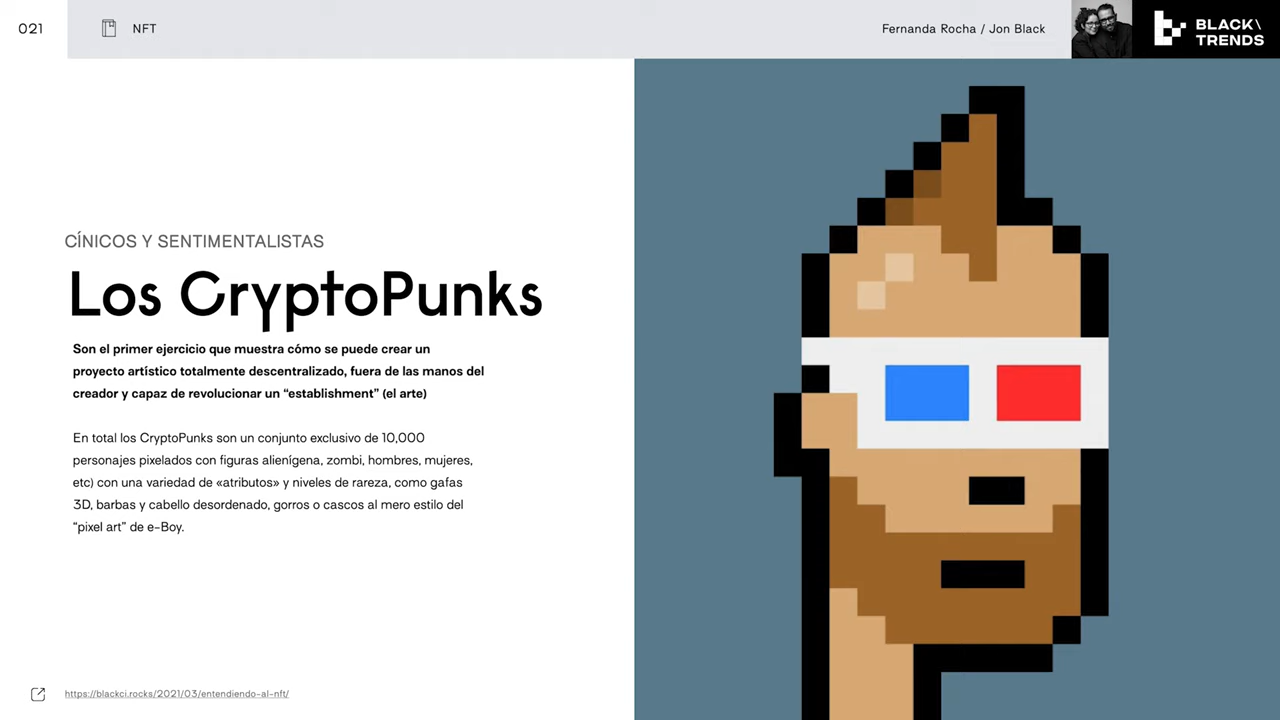 021
NFT
Fernanda Rocha / Jon Black
BLACK\
TRENDS
CÍNICOS Y SENTIMENTALISTAS
Los CryptoPunks
Son el primer ejercicio que muestra cómo se puede crear un
proyecto artístico totalmente descentralizado, fuera de las manos del
creador y capaz de revolucionar un “establishment” (el arte)
En total los CryptoPunks son un conjunto exclusivo de 10,000
personajes pixelados con figuras alienígena, zombi, hombres, mujeres,
etc) con una variedad de «atributos» y niveles de rareza, como gafas
3D, barbas y cabello desordenado, gorros o cascos al mero estilo del
“pixel art” de e-Boy.
https://blackci.rocks/2021/03/entendiendo-al-nft/